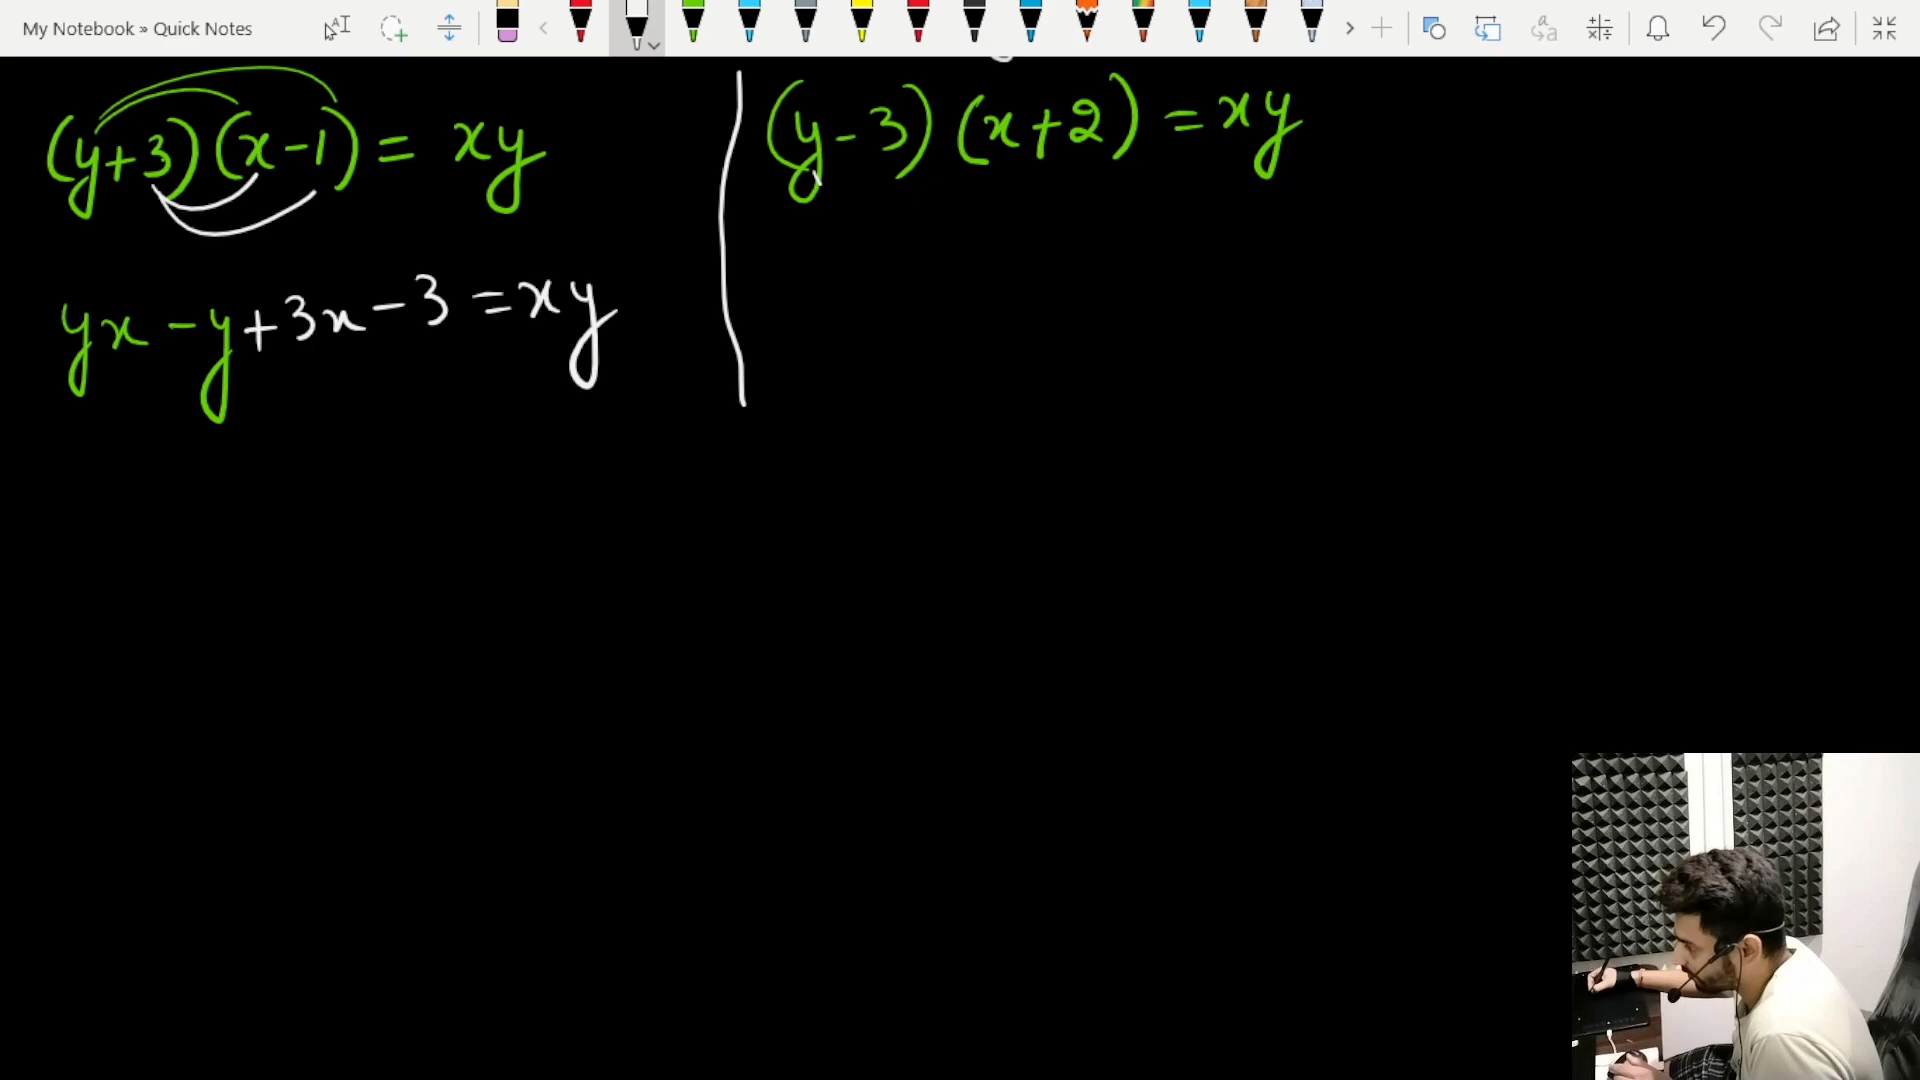 My Notebook » Quick Notes
(y+3)(x-1) = xy
yx - y + 3x - 3 = xy
(y-3)(x+2) = xy